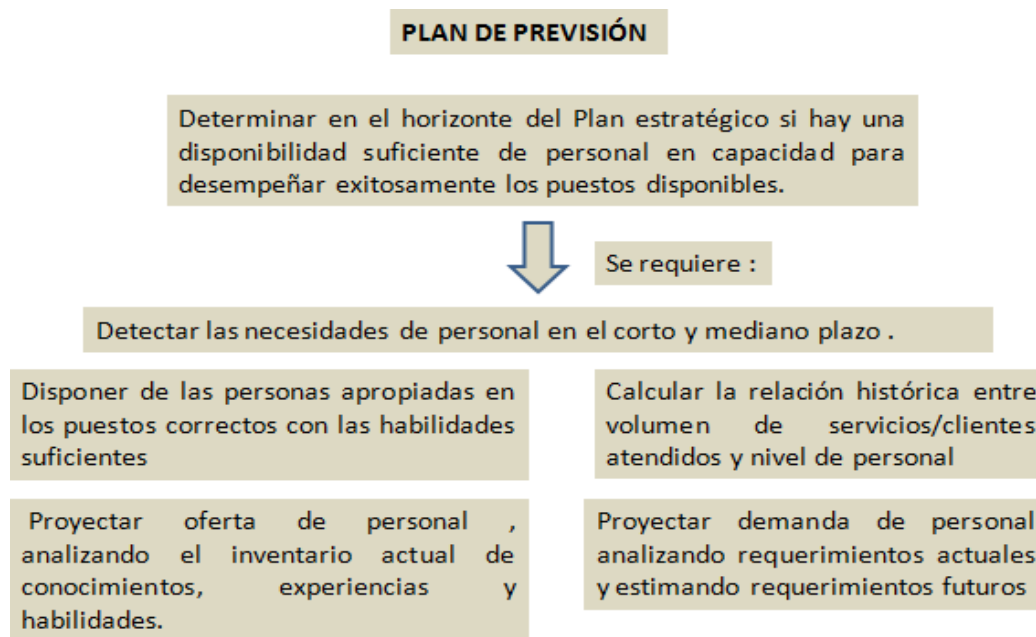 PLAN DE PREVISIÓN
Determinar en el horizonte del Plan estratégico si hay una
disponibilidad suficiente de personal en capacidad para
desempeñar exitosamente los puestos disponibles.
Se requiere :
Detectar las necesidades de personal en el corto y mediano plazo .
Disponer de las personas apropiadas en
los puestos correctos con las habilidades
suficientes
Calcular la relación histórica entre
volumen de servicios/clientes
atendidos y nivel de personal
Proyectar oferta de personal ,
analizando el inventario actual de
conocimientos, experiencias y
habilidades.
Proyectar demanda de personal
analizando requerimientos actuales
y estimando requerimientos futuros